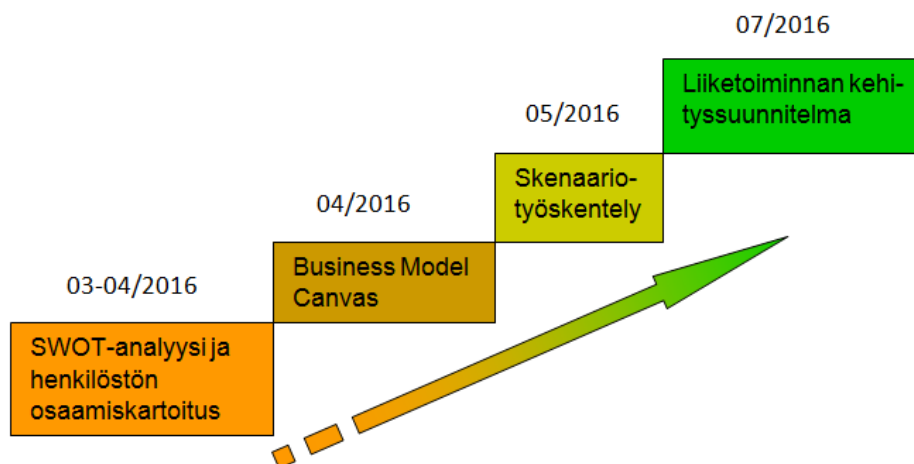 03-04/2016
SWOT-analyysi ja
henkilöstön
osaamiskartoitus
04/2016
Business Model
Canvas
05/2016
Skenaario-
työskentely
07/2016
Liiketoiminnan kehi-
tyssuunnitelma